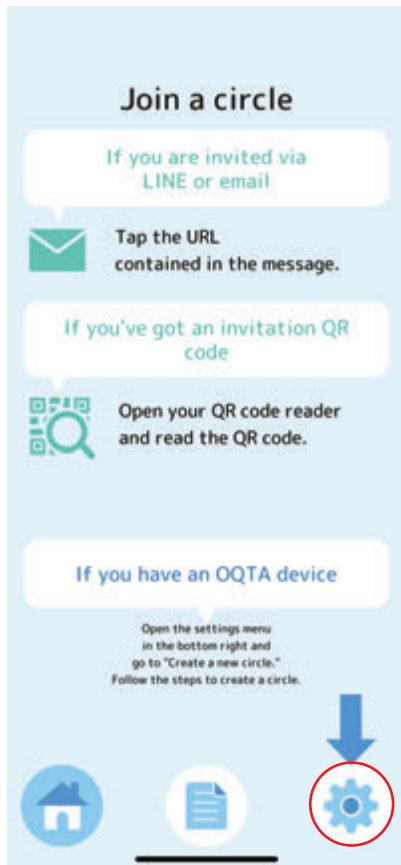 Join a circle
If you are invited via
LINE or email
Tap the URL
contained in the message.
If you've got an invitation QR
code
Open your QR code reader
and read the QR code.
If you have an OQTA device
Open the settings menu
in the bottom right and
go to "Create a new circle."
Follow the steps to create a circle.